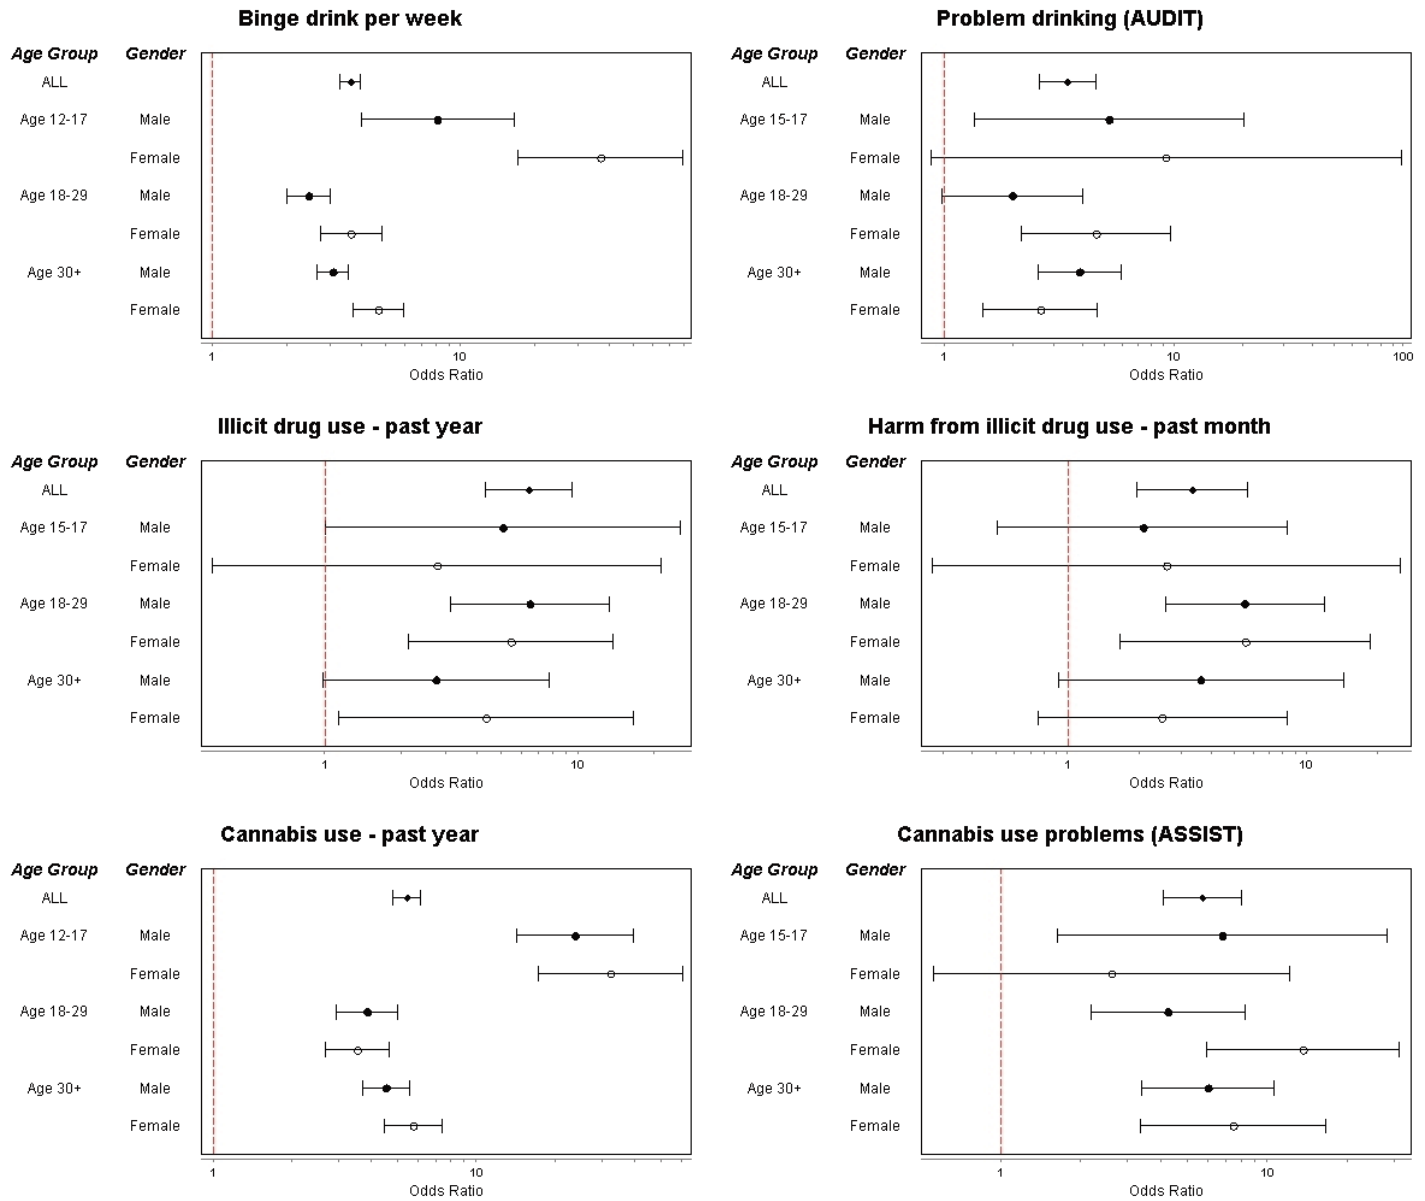 Binge drink per week
Age Group Gender
ALL
Age 12-17 Male
Female
Age 18-29 Male
Female
Age 30+ Male
Female
1 10
Odds Ratio
Problem drinking (AUDIT)
Age Group Gender
ALL
Age 15-17 Male
Female
Age 18-29 Male
Female
Age 30+ Male
Female
1 10 100
Odds Ratio
Illicit drug use - past year
Age Group Gender
ALL
Age 15-17 Male
Female
Age 18-29 Male
Female
Age 30+ Male
Female
1 10
Odds Ratio
Harm from illicit drug use - past month
Age Group Gender
ALL
Age 15-17 Male
Female
Age 18-29 Male
Female
Age 30+ Male
Female
1 10
Odds Ratio
Cannabis use - past year
Age Group Gender
ALL
Age 12-17 Male
Female
Age 18-29 Male
Female
Age 30+ Male
Female
1 10
Odds Ratio
Cannabis use problems (ASSIST)
Age Group Gender
ALL
Age 15-17 Male
Female
Age 18-29 Male
Female
Age 30+ Male
Female
1 10
Odds Ratio